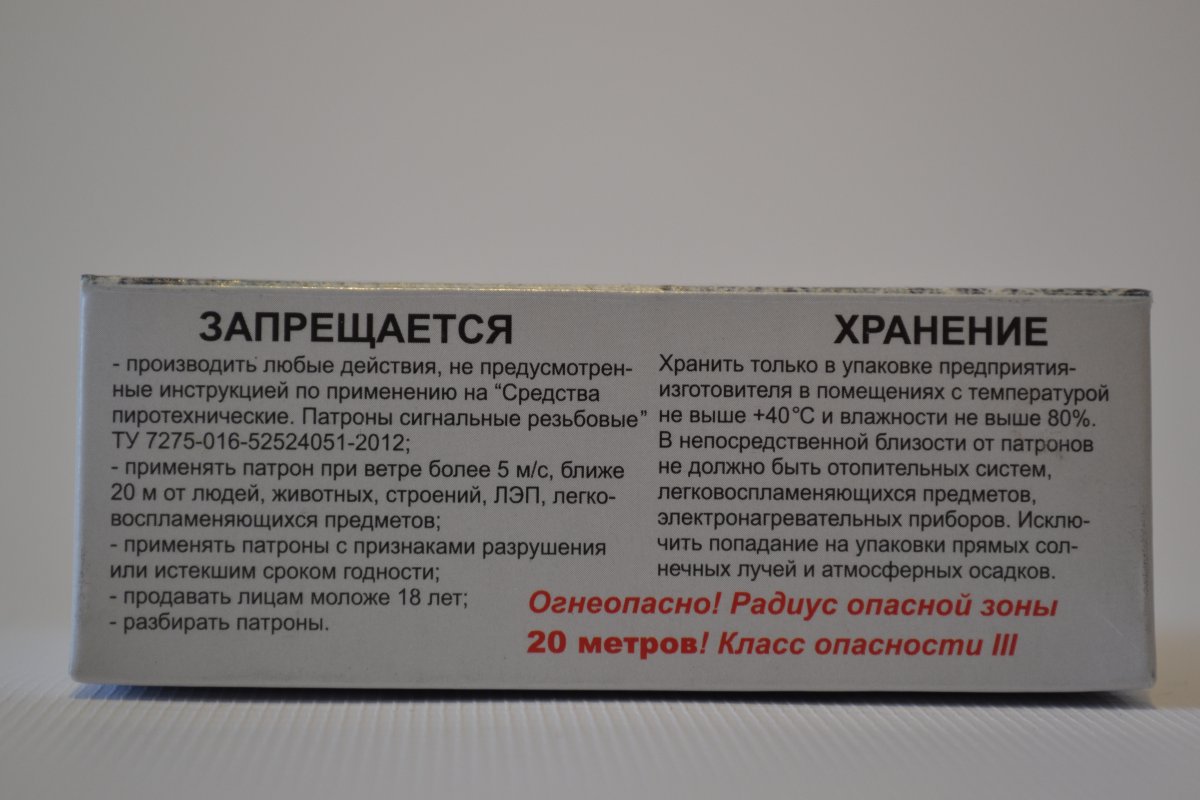 ЗАПРЕЩАЕТСЯ
- производить любые действия, не предусмотрен-
ные инструкцией по применению на “Средства
пиротехнические. Патроны сигнальные резьбовые”
ТУ 7275-016-52524051-2012;
- применять патрон при ветре более 5 м/с, ближе
20 м от людей, животных, строений, ЛЭП, легко-
воспламеняющихся предметов;
- применять патроны с признаками разрушения
или истекшим сроком годности;
- продавать лицам моложе 18 лет;
- разбирать патроны.
ХРАНЕНИЕ
Хранить только в упаковке предприятия-
изготовителя в помещениях с температурой
не выше +40°С и влажности не выше 80%.
В непосредственной близости от патронов
не должно быть отопительных систем,
легковоспламеняющихся предметов,
электронагревательных приборов. Исклю-
чить попадание на упаковки прямых сол-
нечных лучей и атмосферных осадков.
Огнеопасно! Радиус опасной зоны
20 метров! Класс опасности III